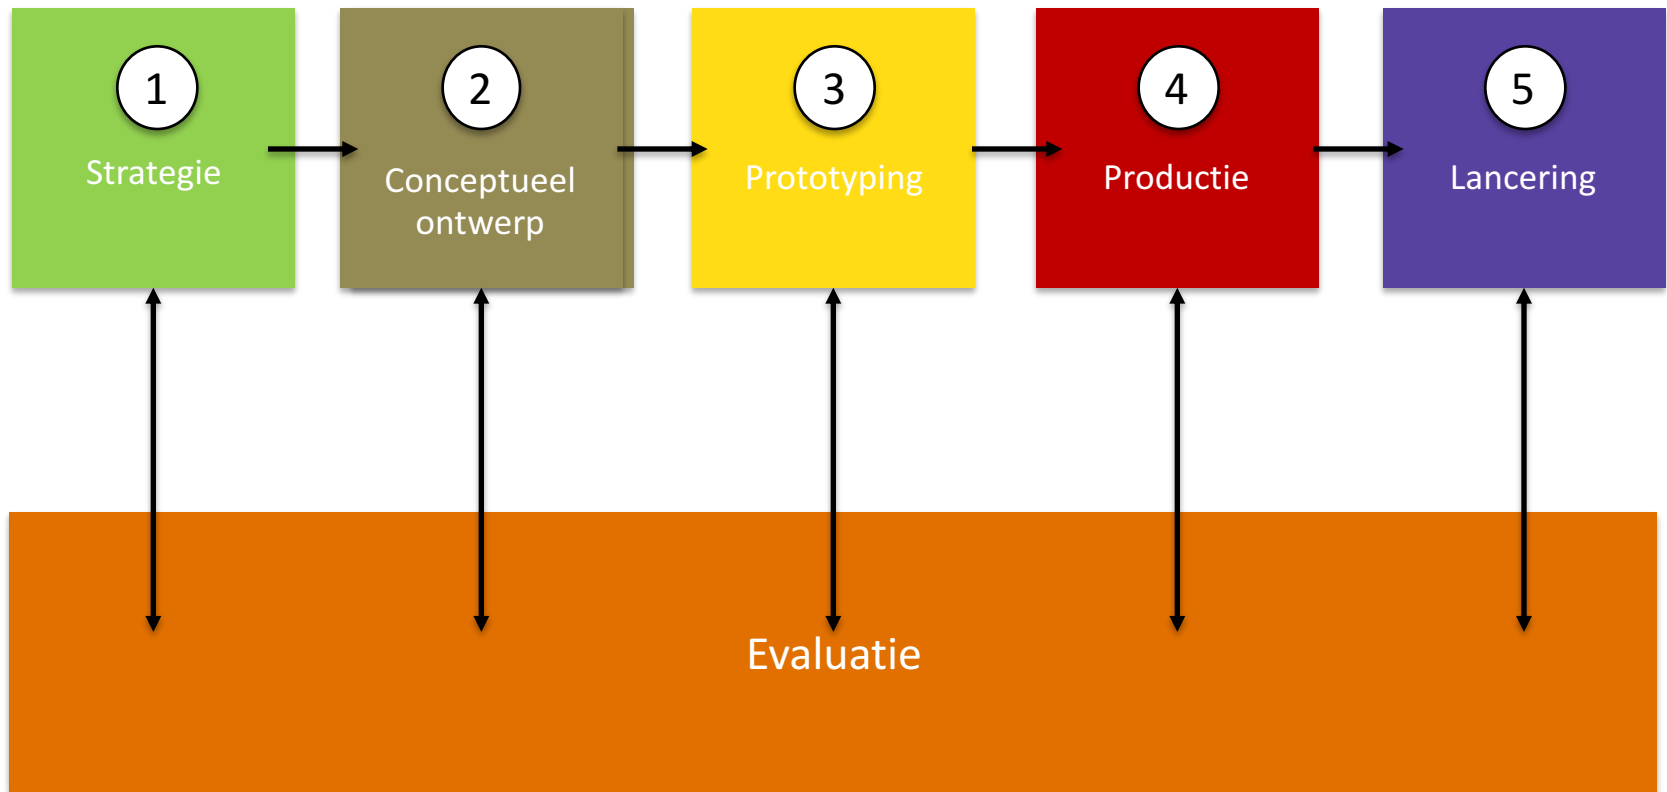 1
Strategie
2
Conceptueel
ontwerp
3
Prototyping
4
Productie
5
Lancering
Evaluatie